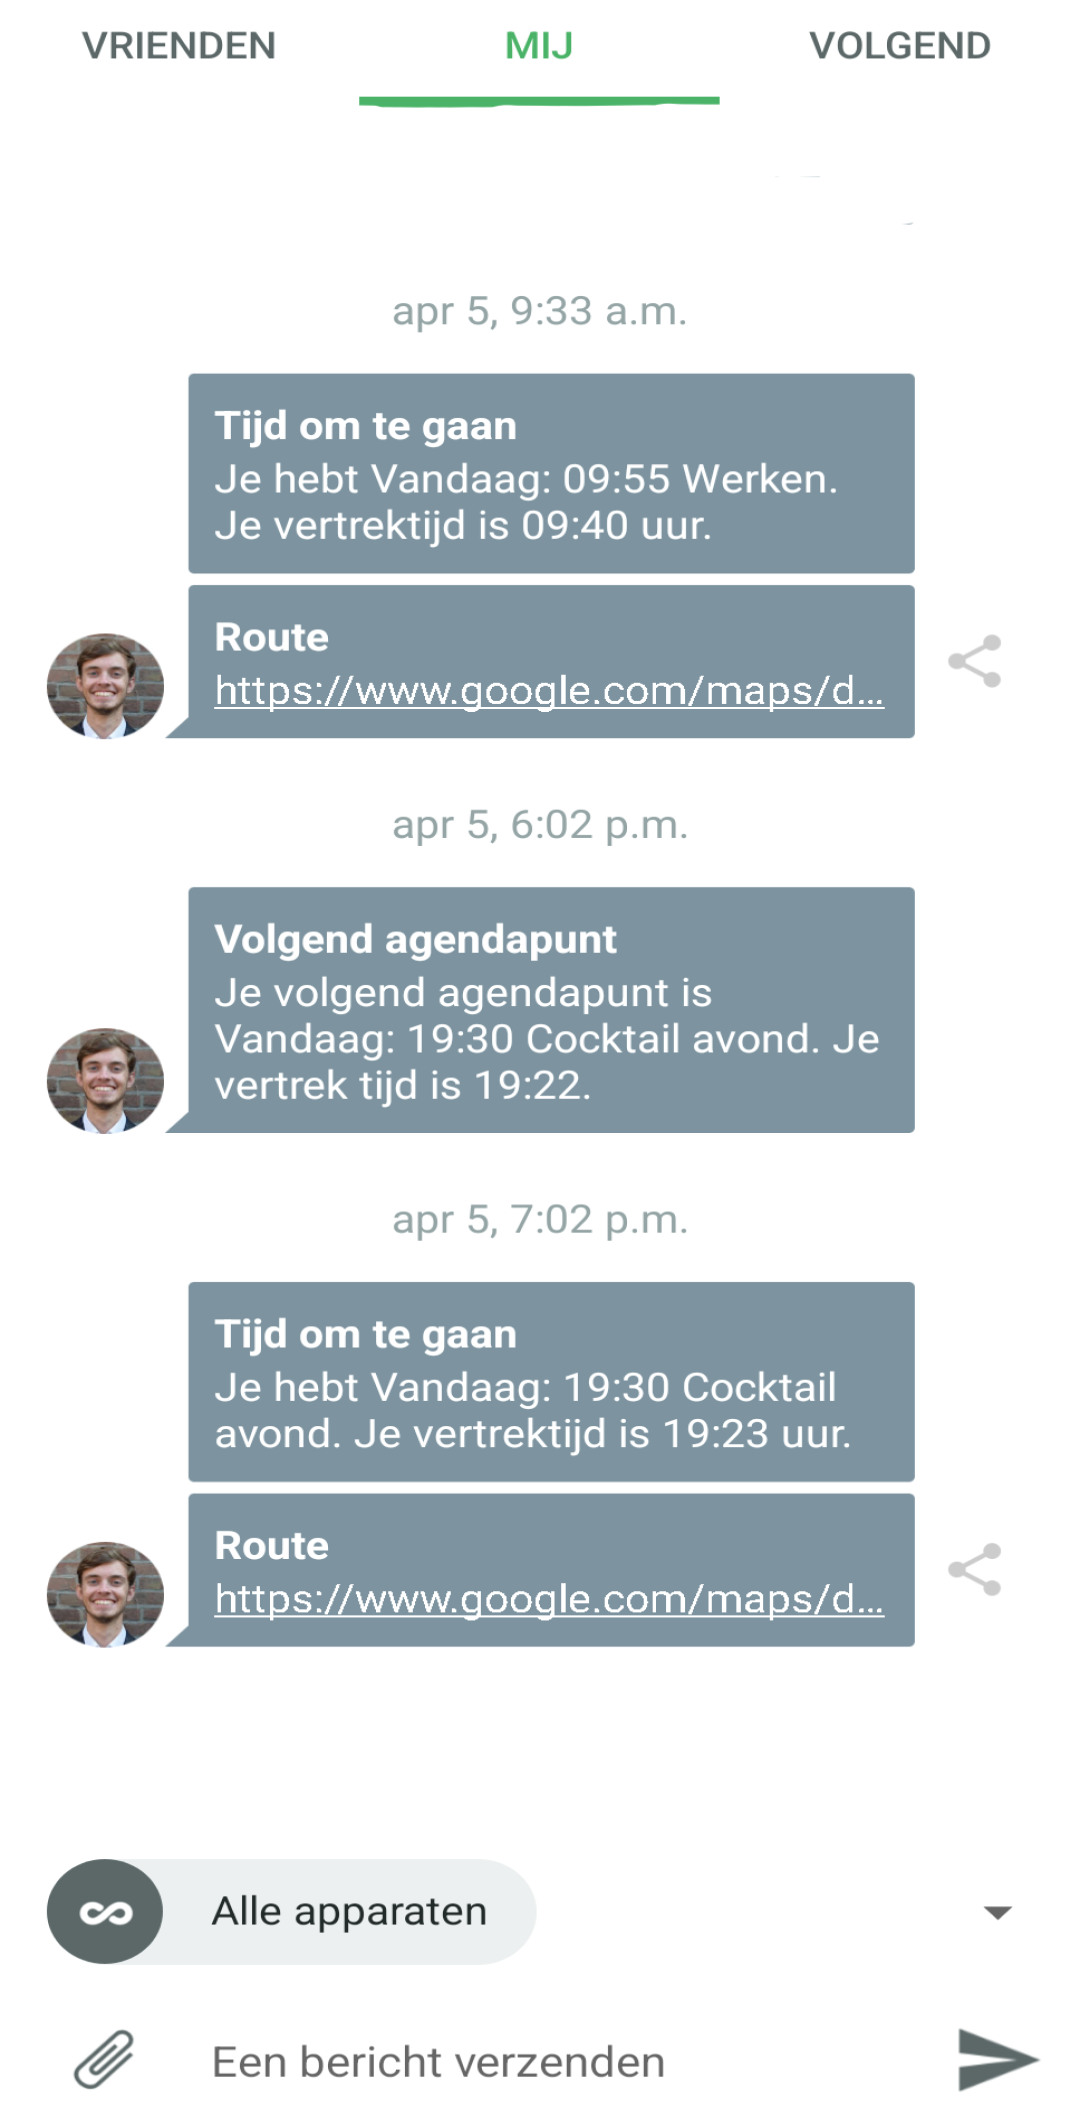 VRIENDEN MIJ VOLGEND
apr 5, 9:33 a.m.
Tijd om te gaan
Je hebt Vandaag: 09:55 Werken.
Je vertrektijd is 09:40 uur.
Route
https://www.google.com/maps/d...
apr 5, 6:02 p.m.
Volgend agendapunt
Je volgend agendapunt is
Vandaag: 19:30 Cocktail avond. Je
vertrek tijd is 19:22.
apr 5, 7:02 p.m.
Tijd om te gaan
Je hebt Vandaag: 19:30 Cocktail
avond. Je vertrektijd is 19:23 uur.
Route
https://www.google.com/maps/d...
Alle apparaten
Een bericht verzenden